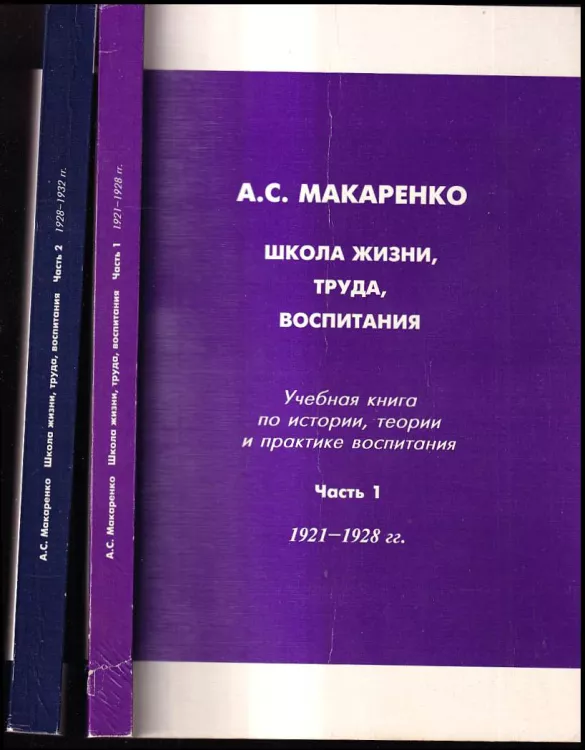 А.С. Макаренко Школа жизни, труда, воспитания Часть 2 1928–1932 гг.
А.С. Макаренко Школа жизни, труда, воспитания Часть 1 1921–1928 гг.
А.С. МАКАРЕНКО
ШКОЛА ЖИЗНИ,
ТРУДА,
ВОСПИТАНИЯ
Учебная книга
по истории, теории
и практике воспитания
Часть 1
1921–1928 гг.